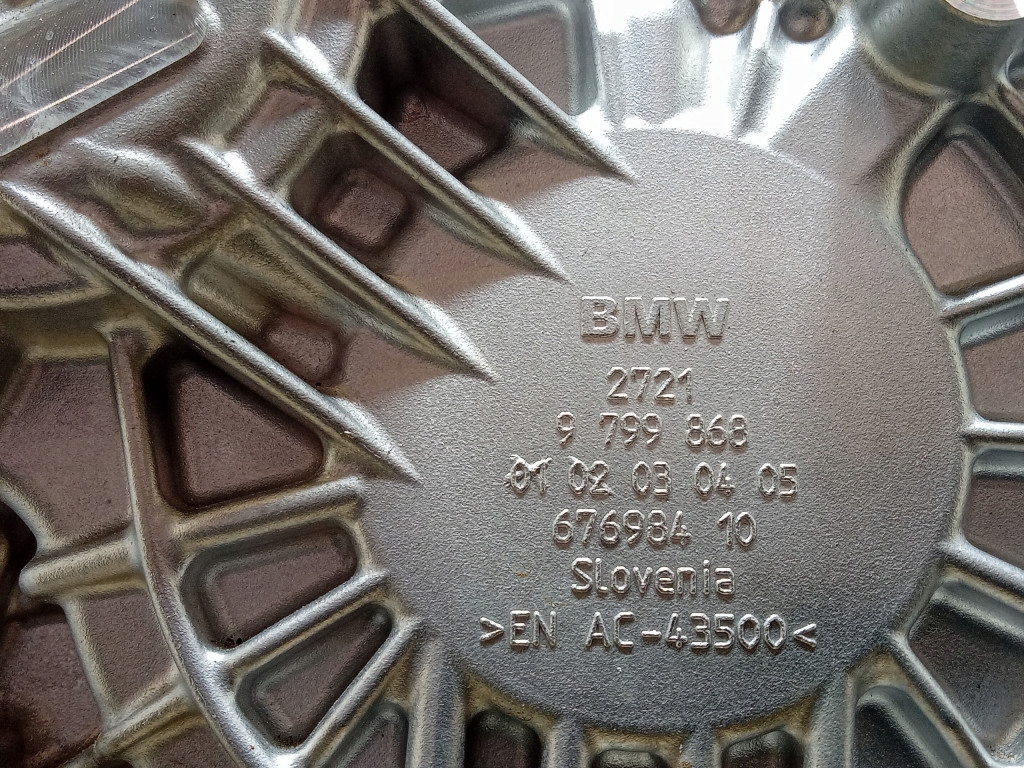 BMW
2721
9 799 868
01 02 03 04 05
676984 10
Slovenia
>EN AC-43500<